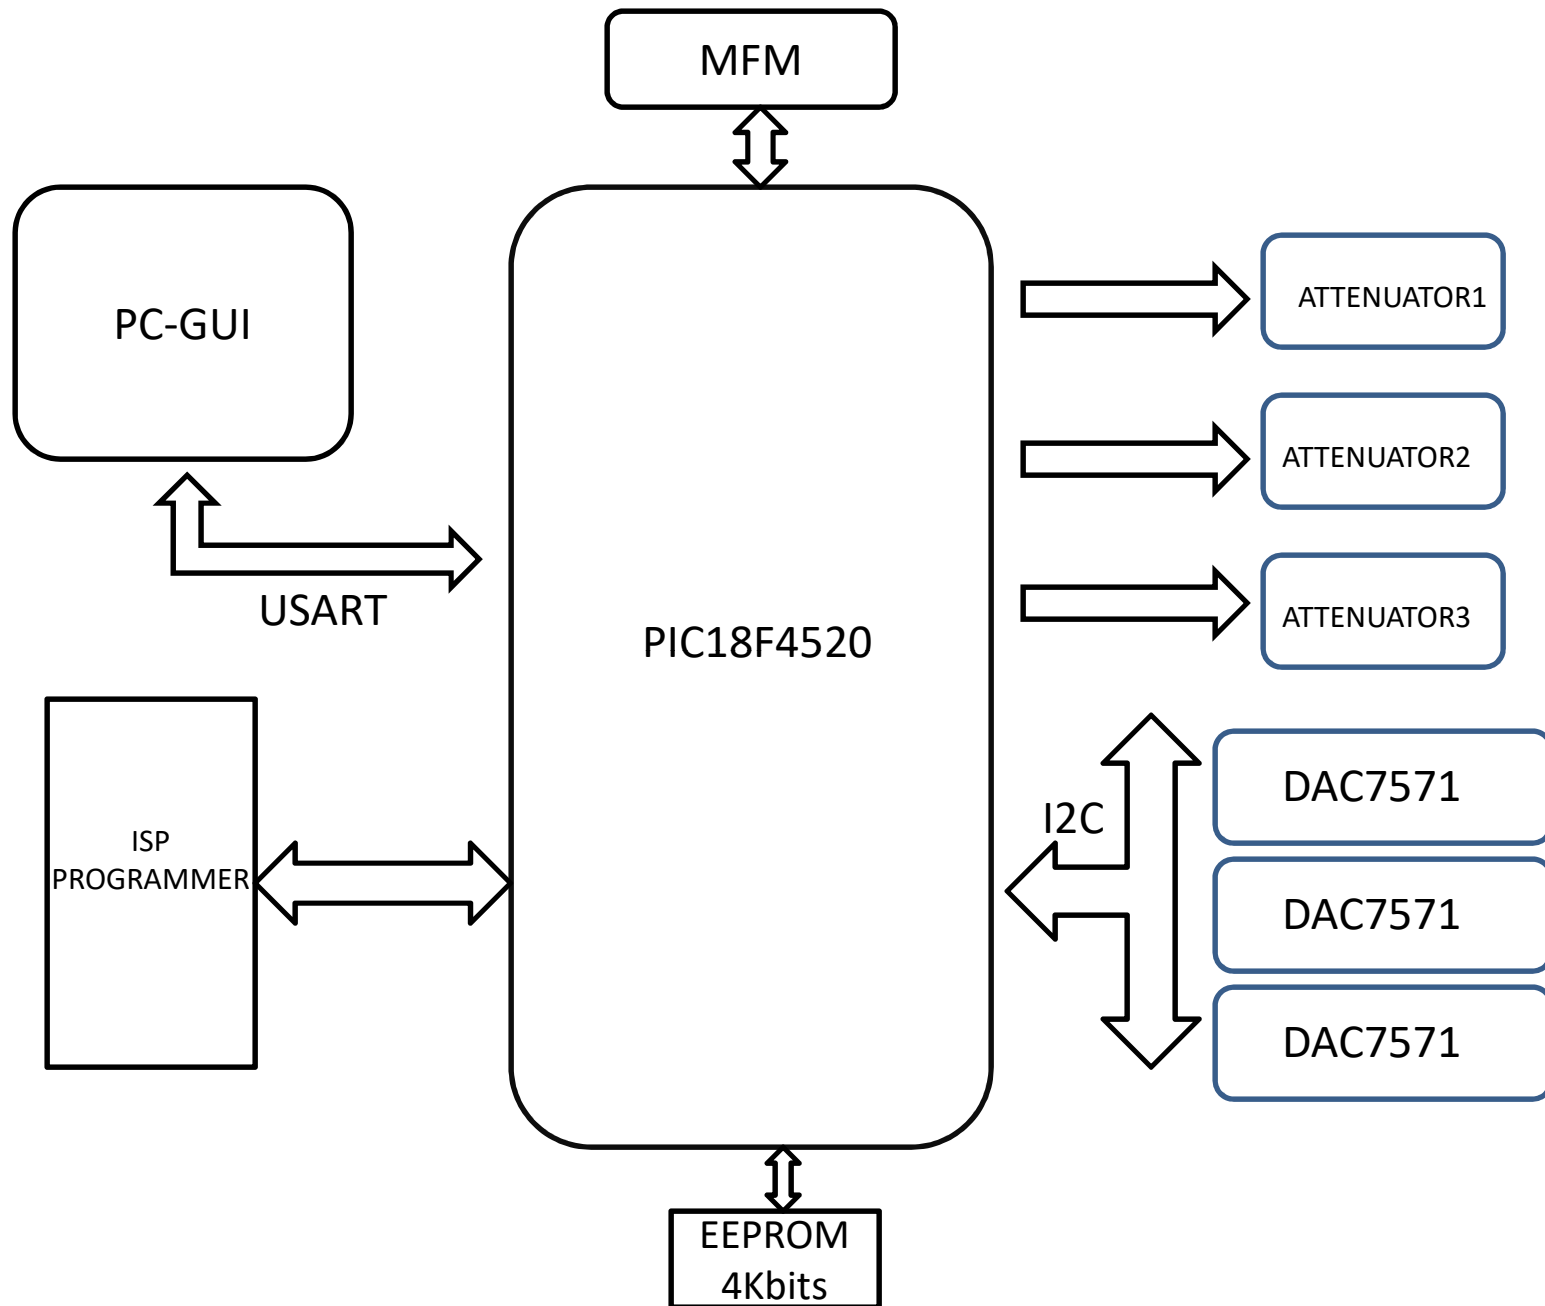 MFM
PC-GUI
ATTENUATOR1
ATTENUATOR2
USART
ATTENUATOR3
PIC18F4520
DAC7571
I2C
ISP
PROGRAMMER
DAC7571
DAC7571
EEPROM
4Kbits